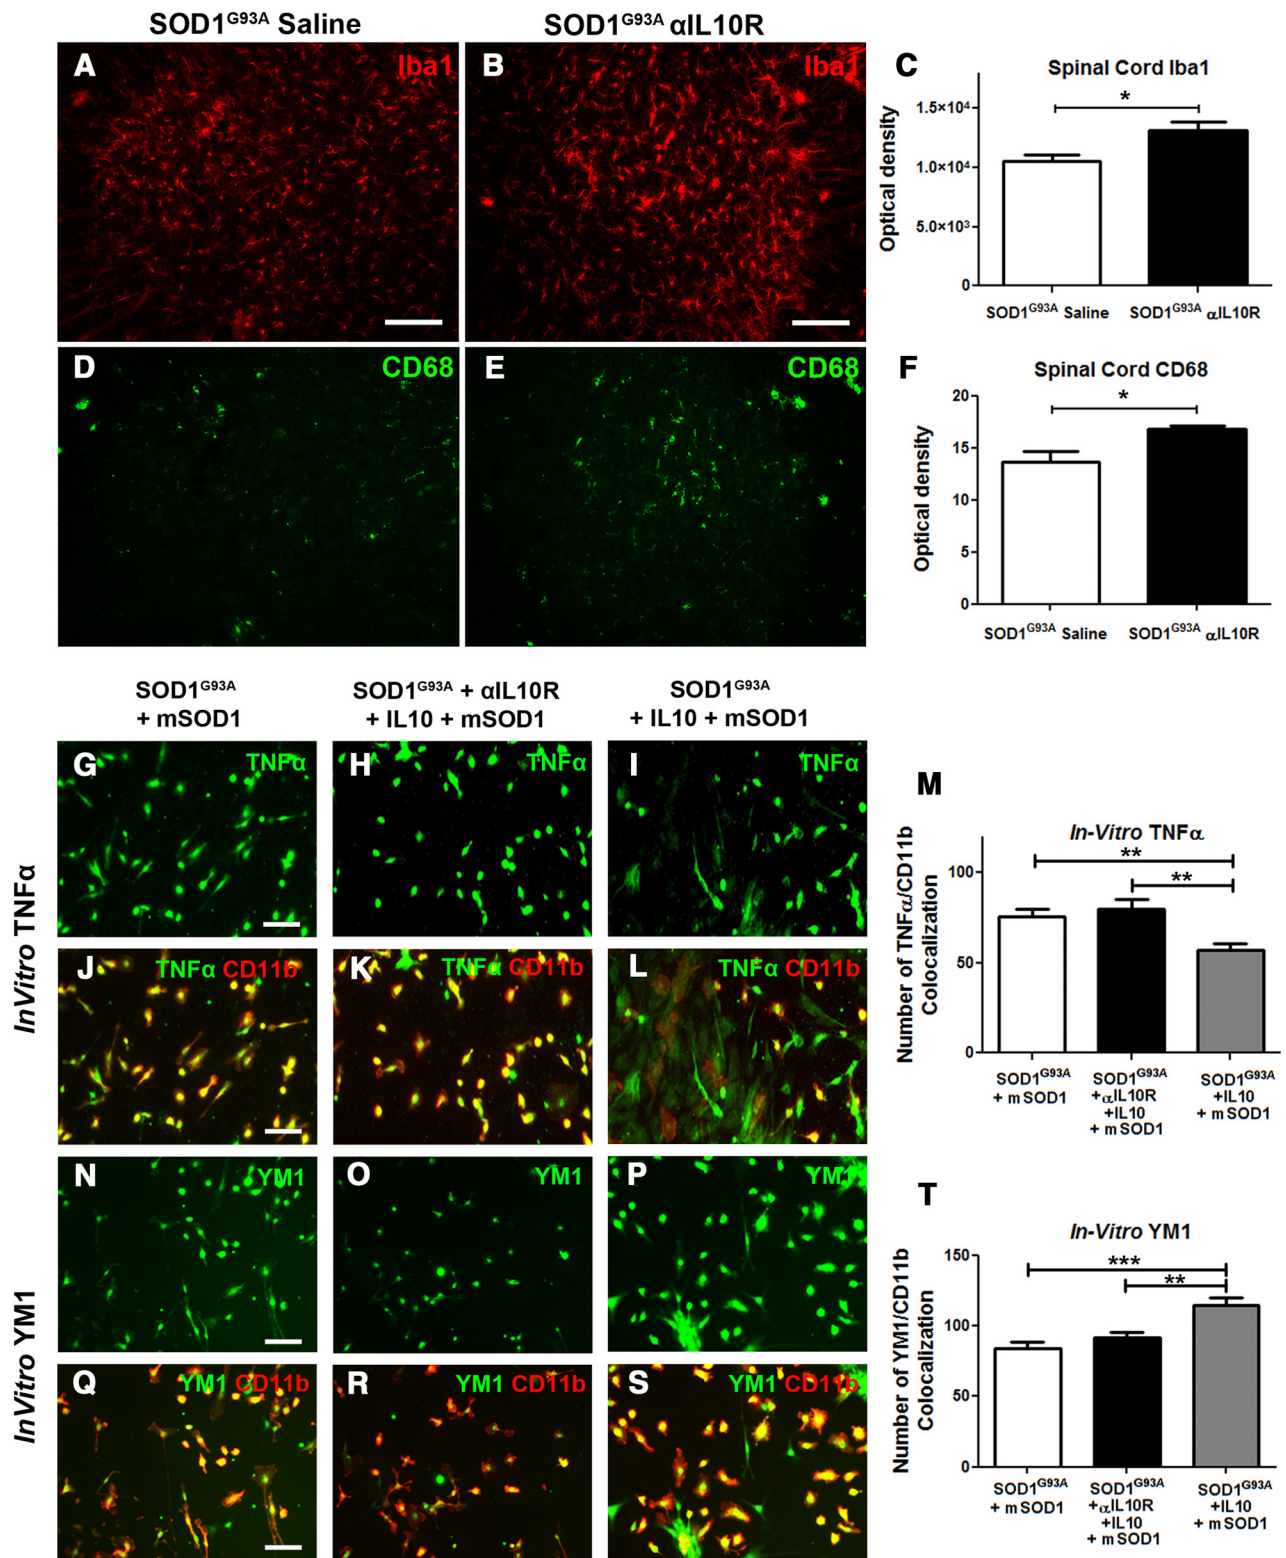 SOD1G93A Saline
SOD1G93A αIL10R
A
Iba1
B
Iba1
C
Spinal Cord Iba1
*
Optical density
1.5×10⁴
1.0×10⁴
5.0×10³
0
SOD1G93A Saline
SOD1G93A αIL10R
D
CD68
E
CD68
F
Spinal Cord CD68
*
Optical density
20
15
10
5
0
SOD1G93A Saline
SOD1G93A αIL10R
SOD1G93A
+ mSOD1
SOD1G93A + αIL10R
+ IL10 + mSOD1
SOD1G93A
+ IL10 + mSOD1
InVitro TNFα
G
TNFα
H
TNFα
I
TNFα
J
TNFα CD11b
K
TNFα CD11b
L
TNFα CD11b
M
In-Vitro TNFα
**
**
Number of TNFα/CD11b
Colocalization
100
50
0
SOD1G93A
+ mSOD1
SOD1G93A
+αIL10R
+IL10
+ mSOD1
SOD1G93A
+IL10
+ mSOD1
InVitro YM1
N
YM1
O
YM1
P
YM1
Q
YM1 CD11b
R
YM1 CD11b
S
YM1 CD11b
T
In-Vitro YM1
***
**
Number of YM1/CD11b
Colocalization
150
100
50
0
SOD1G93A
+ mSOD1
SOD1G93A
+αIL10R
+IL10
+ mSOD1
SOD1G93A
+IL10
+ mSOD1